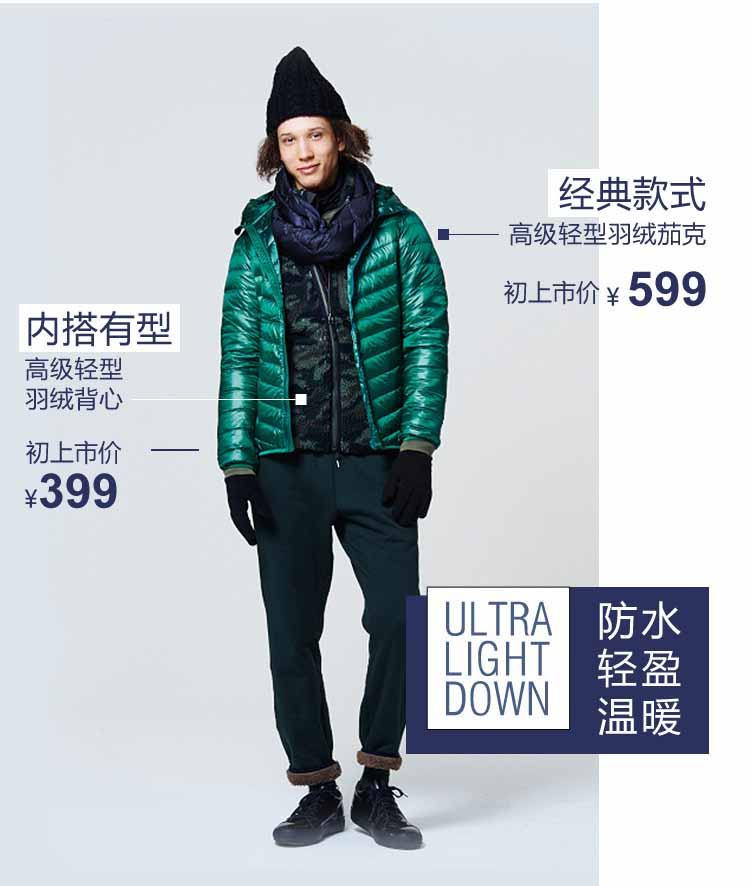 经典款式
高级轻型羽绒茄克
初上市价 ¥ 599
内搭有型
高级轻型
羽绒背心
初上市价
¥399
ULTRA
LIGHT
DOWN
防水
轻盈
温暖